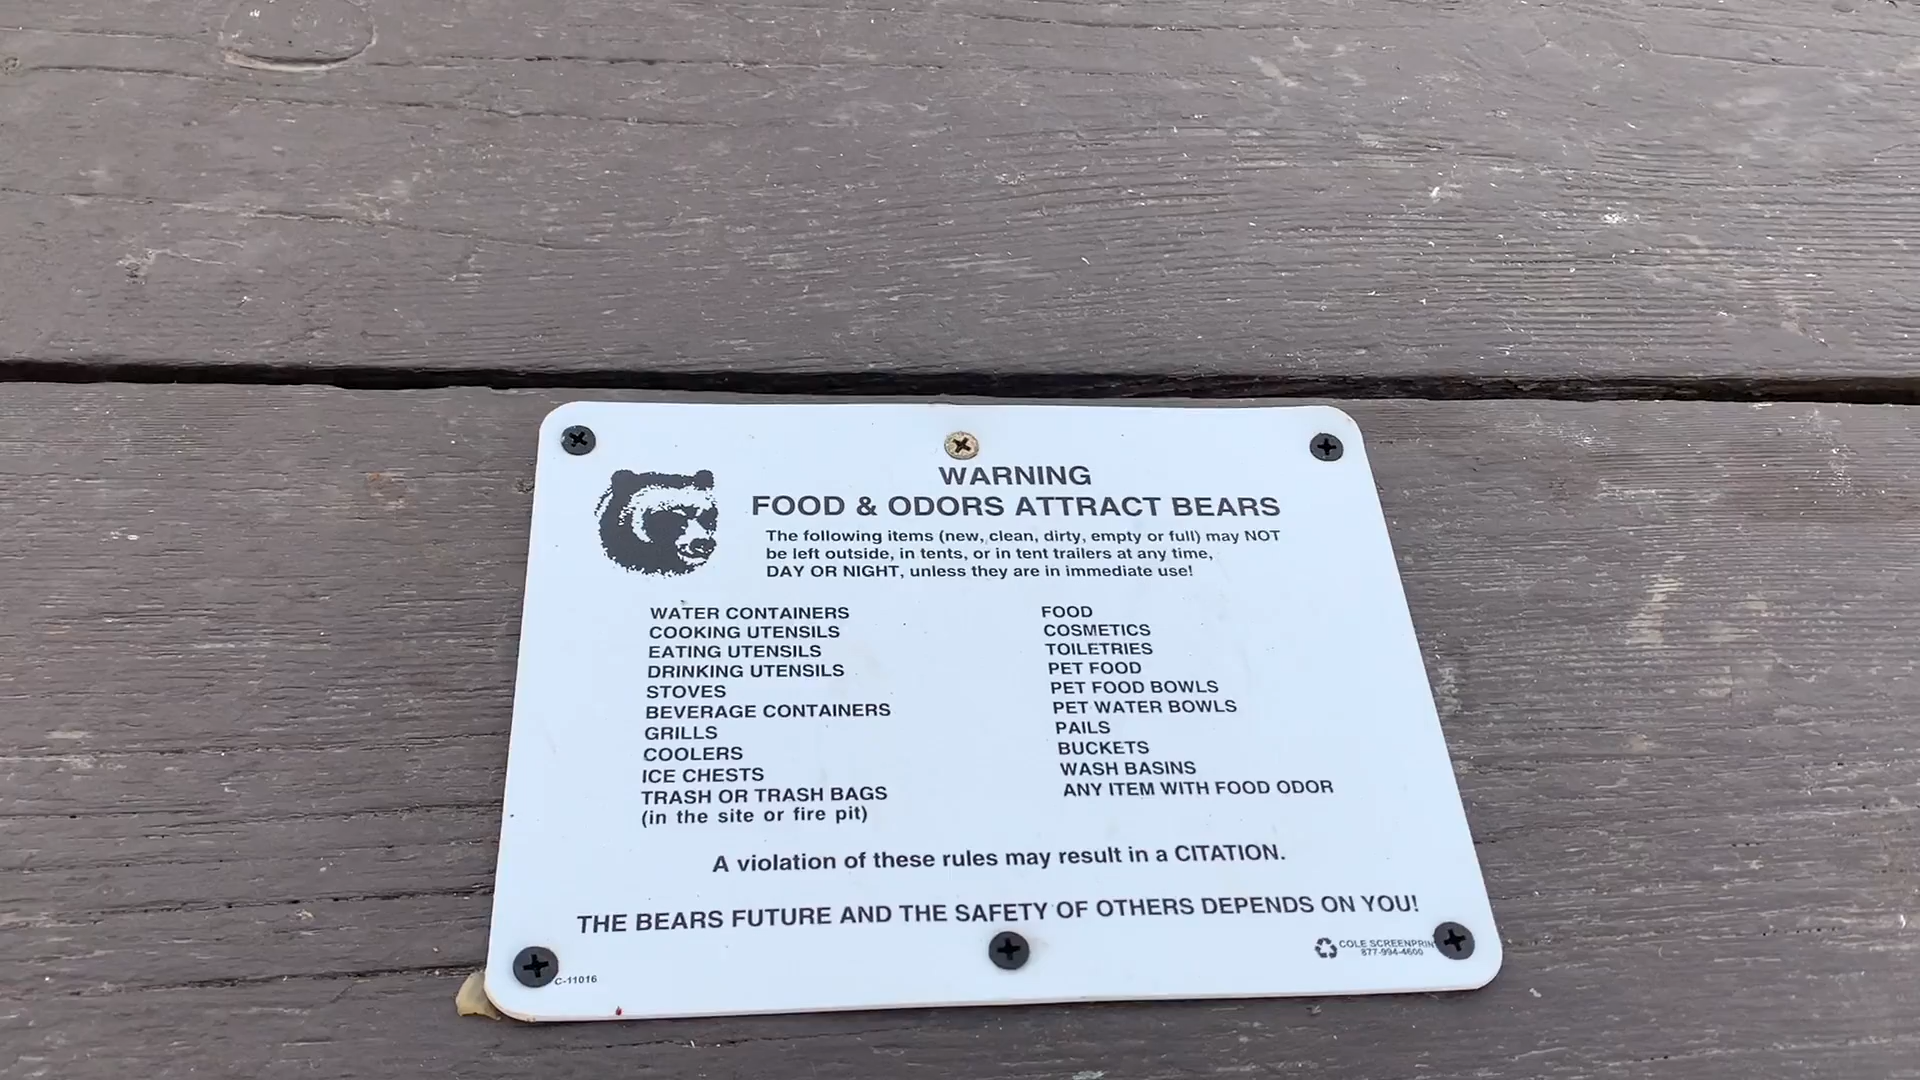 WARNING
FOOD & ODORS ATTRACT BEARS
The following items (new, clean, dirty, empty or full) may NOT
be left outside, in tents, or in tent trailers at any time,
DAY OR NIGHT, unless they are in immediate use!
WATER CONTAINERS
COOKING UTENSILS
EATING UTENSILS
DRINKING UTENSILS
STOVES
BEVERAGE CONTAINERS
GRILLS
COOLERS
ICE CHESTS
TRASH OR TRASH BAGS
(in the site or fire pit)
FOOD
COSMETICS
TOILETRIES
PET FOOD
PET FOOD BOWLS
PET WATER BOWLS
PAILS
BUCKETS
WASH BASINS
ANY ITEM WITH FOOD ODOR
A violation of these rules may result in a CITATION.
THE BEARS FUTURE AND THE SAFETY OF OTHERS DEPENDS ON YOU!
COLE SCREENPRIN
877-994-4600
C-11016